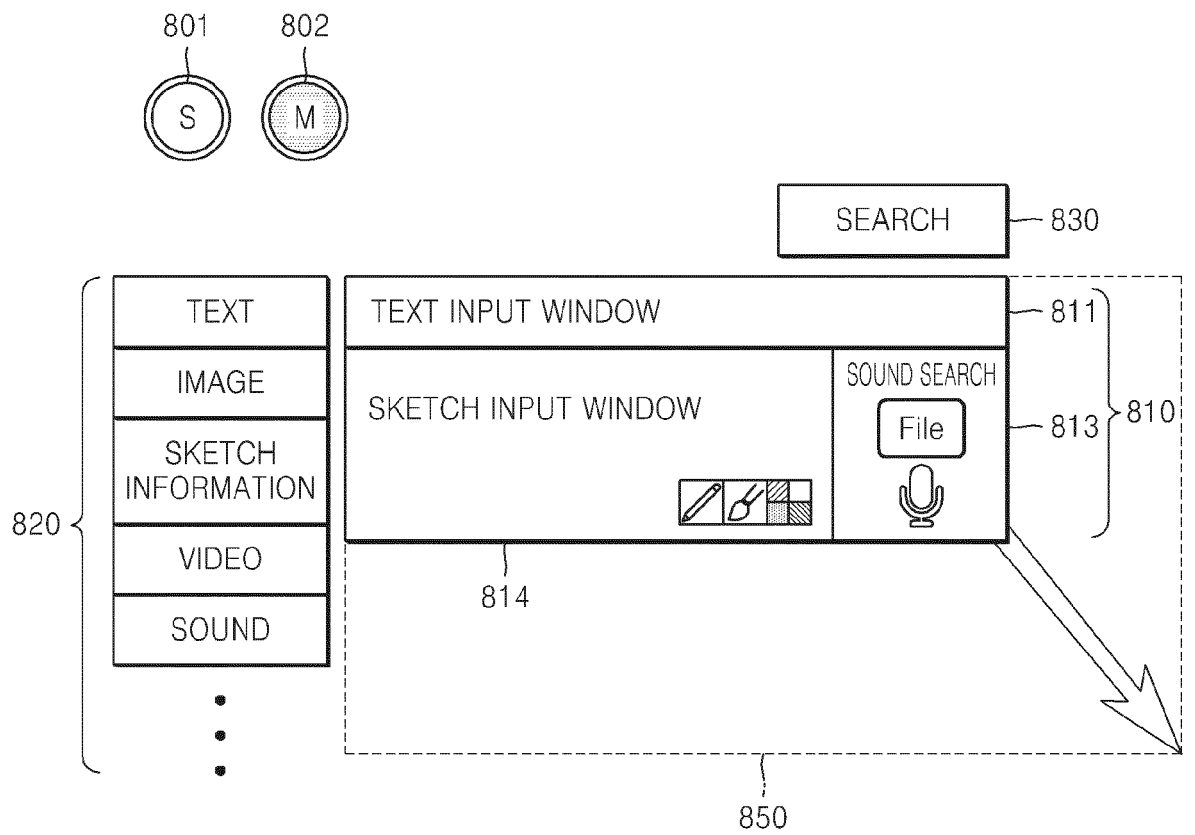 801 802
S M
SEARCH 830
TEXT TEXT INPUT WINDOW 811
IMAGE SOUND SEARCH
SKETCH INPUT WINDOW File 813 810
SKETCH
INFORMATION
820
VIDEO
814
SOUND
850